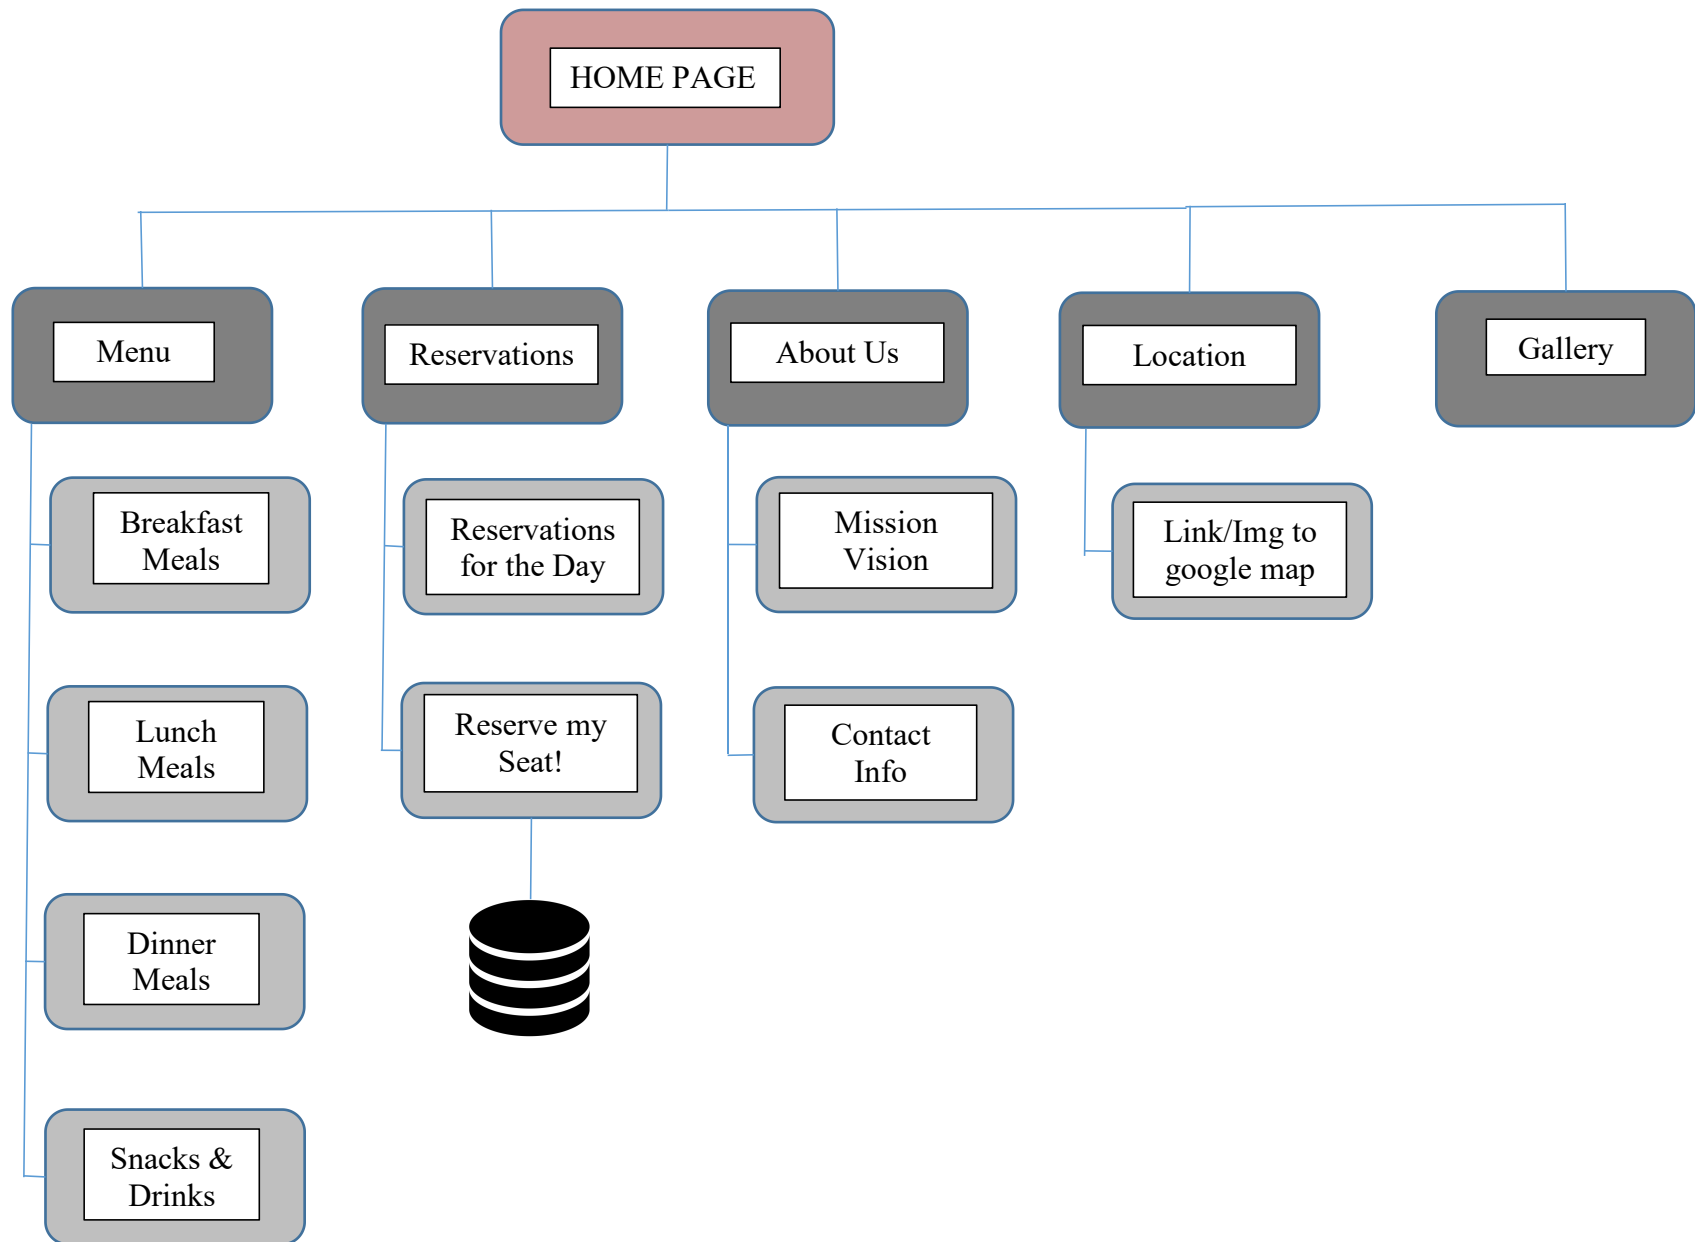 HOME PAGE
Menu
Reservations
About Us
Location
Gallery
Breakfast
Meals
Reservations
for the Day
Mission
Vision
Link/Img to
google map
Lunch
Meals
Reserve my
Seat!
Contact
Info
Dinner
Meals
Snacks &
Drinks